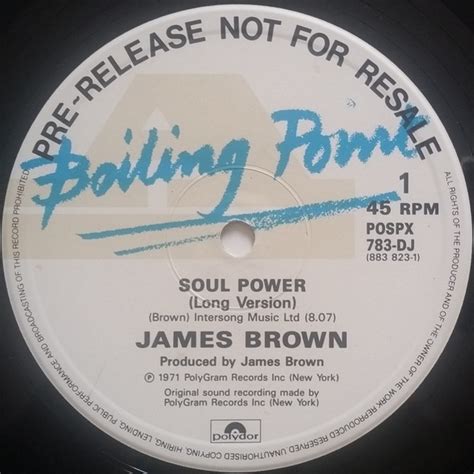 PRE-RELEASE NOT FOR RESALE
Boiling Point
1
45 RPM
POSPX
783-DJ
(883 823-1)
SOUL POWER
(Long Version)
(Brown) Intersong Music Ltd (8.07)
JAMES BROWN
Produced by James Brown
℗ 1971 PolyGram Records Inc (New York)
Original sound recording made by
PolyGram Records Inc (New York)
polydor
ALL RIGHTS OF THE PRODUCER AND OF THE OWNER OF THE WORK REPRODUCED RESERVED UNAUTHORISED COPYING, HIRING, LENDING, PUBLIC PERFORMANCE AND BROADCASTING OF THIS RECORD PROHIBITED